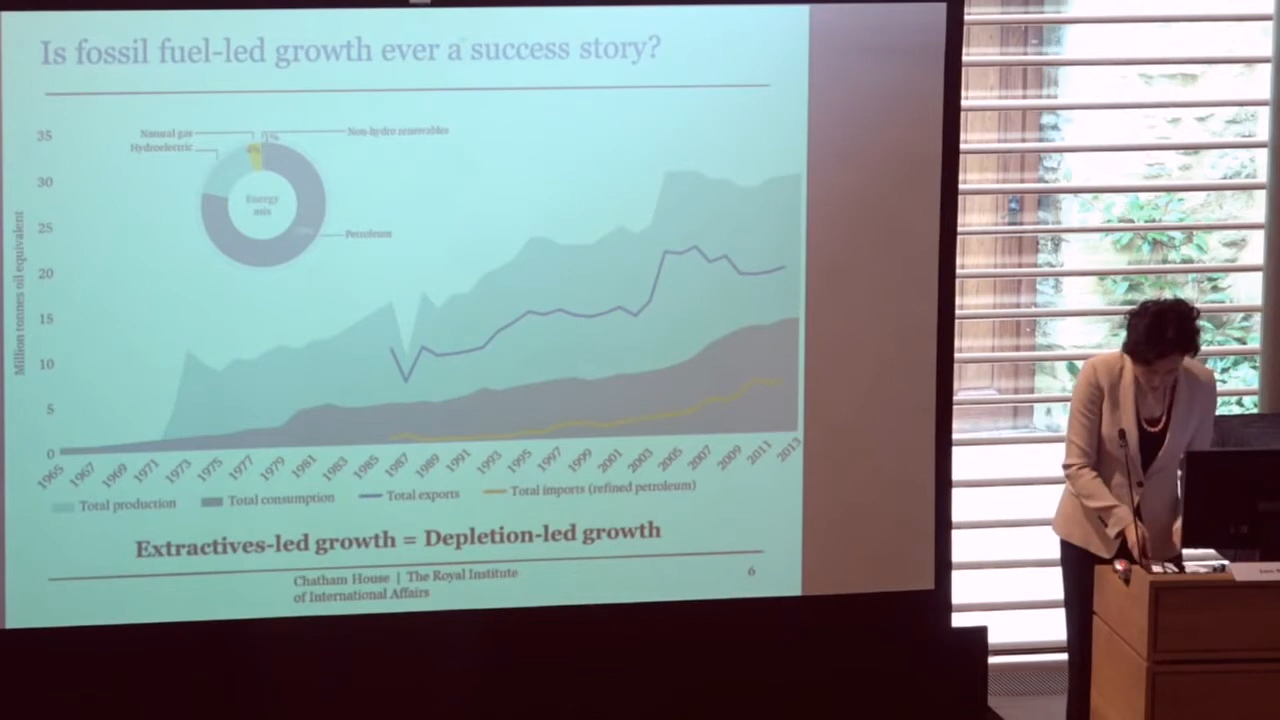 Is fossil fuel-led growth ever a success story?
Natural gas
Non-hydro renewables
Hydroelectric
Energy
Petroleum
Million tonnes oil equivalent
35
30
25
20
15
10
5
0
1965 1967 1969 1971 1973 1975 1977 1979 1981 1983 1985 1987 1989 1991 1993 1995 1997 1999 2001 2003 2005 2007 2009 2011 2013
Total production Total consumption Total exports Total imports (refined petroleum)
Extractives-led growth = Depletion-led growth
Chatham House | The Royal Institute
of International Affairs
6